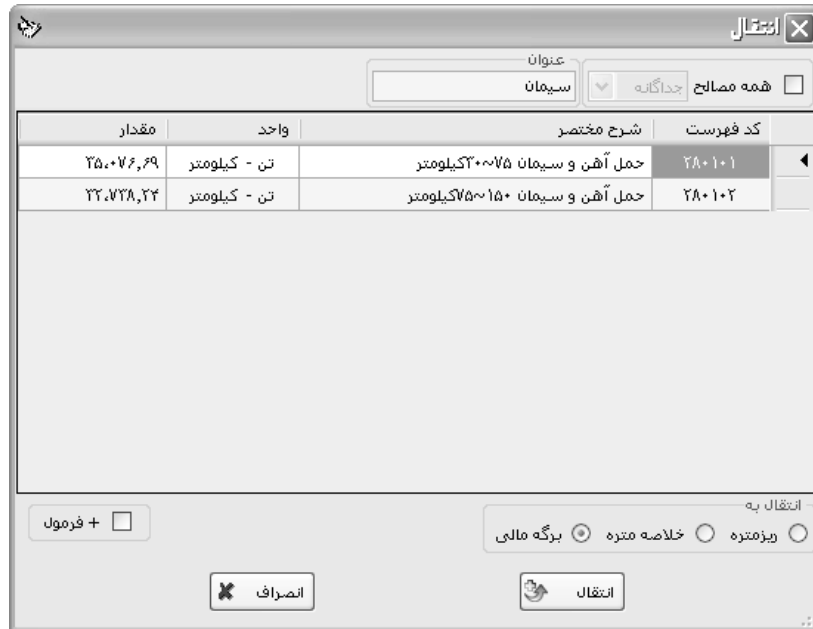 انتقال
عنوان
همه مصالح جداگانه سیمان
کد فهرست شرح مختصر واحد مقدار
۲۸۰۱۰۱ حمل آهن و سیمان ۷۵~۳۰کیلومتر تن - کیلومتر ۲۵،۰۷۶,۶۹
۲۸۰۱۰۲ حمل آهن و سیمان ۱۵۰~۷۵کیلومتر تن - کیلومتر ۲۲،۷۳۸,۲۴
انتقال به
ریزمتره خلاصه متره برگه مالی + فرمول
انتقال انصراف